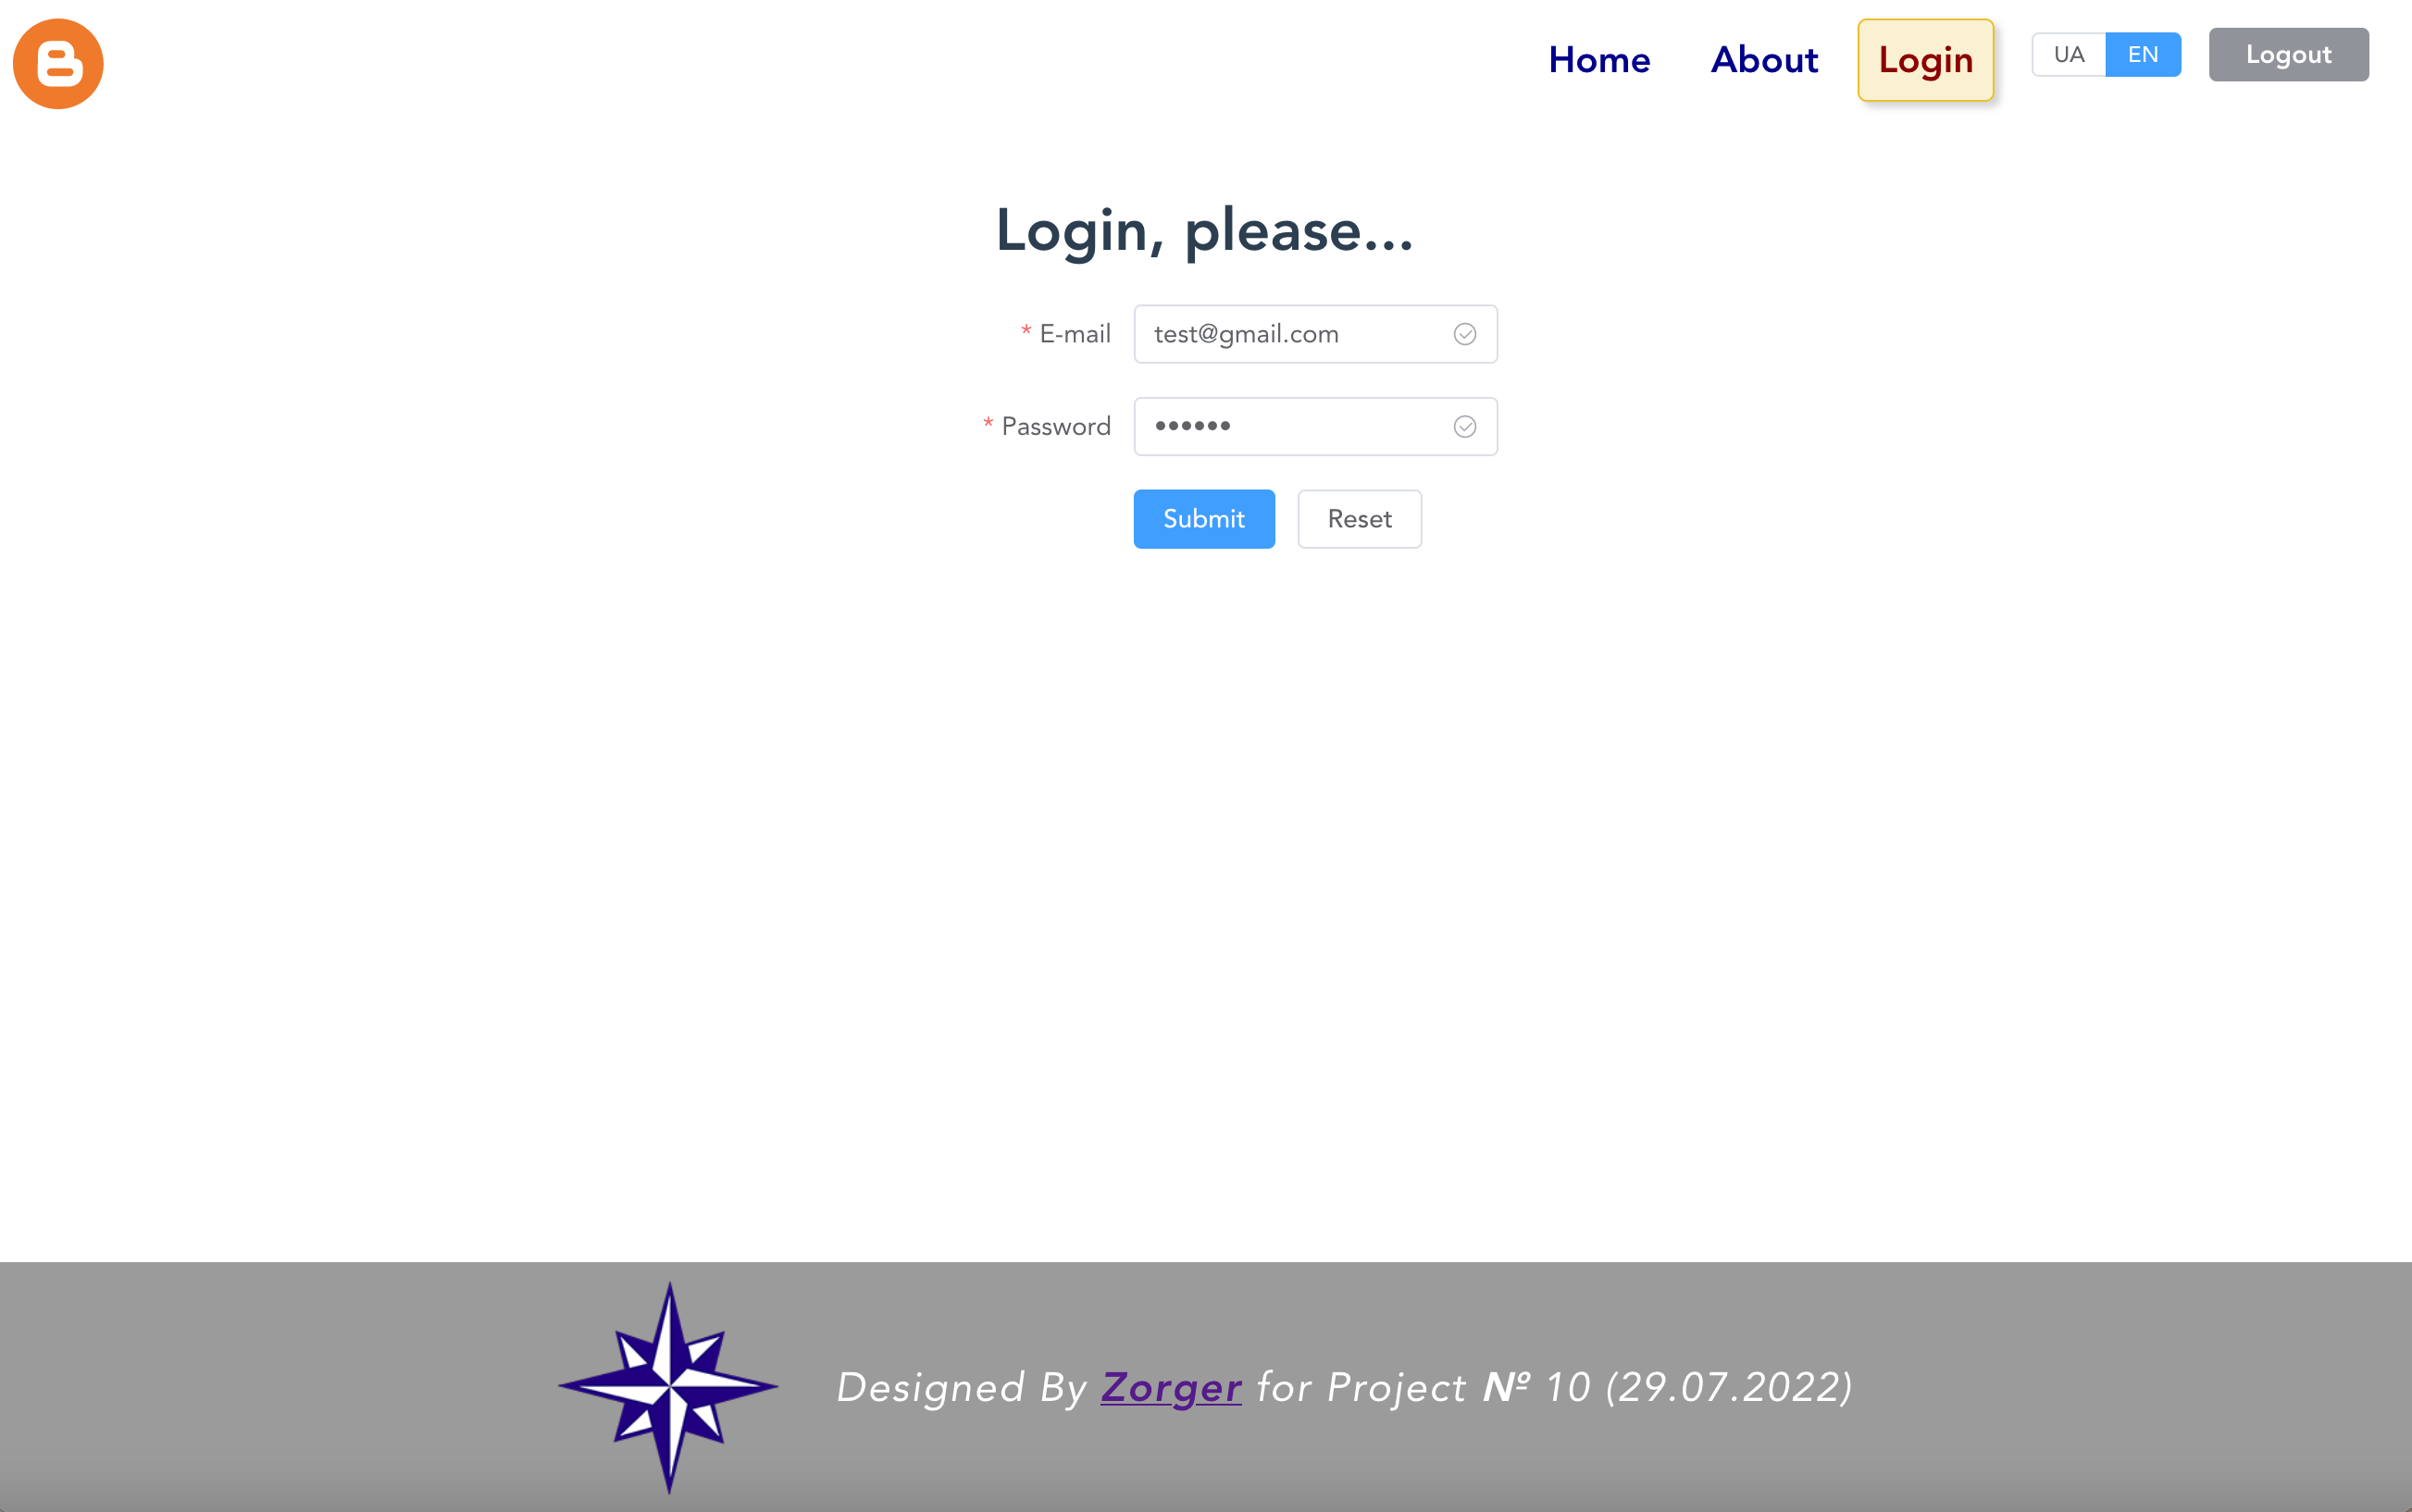 B
Home About Login UA EN Logout
Login, please...
* E-mail test@gmail.com
* Password ••••••
Submit Reset
Designed By Zorger for Project № 10 (29.07.2022)